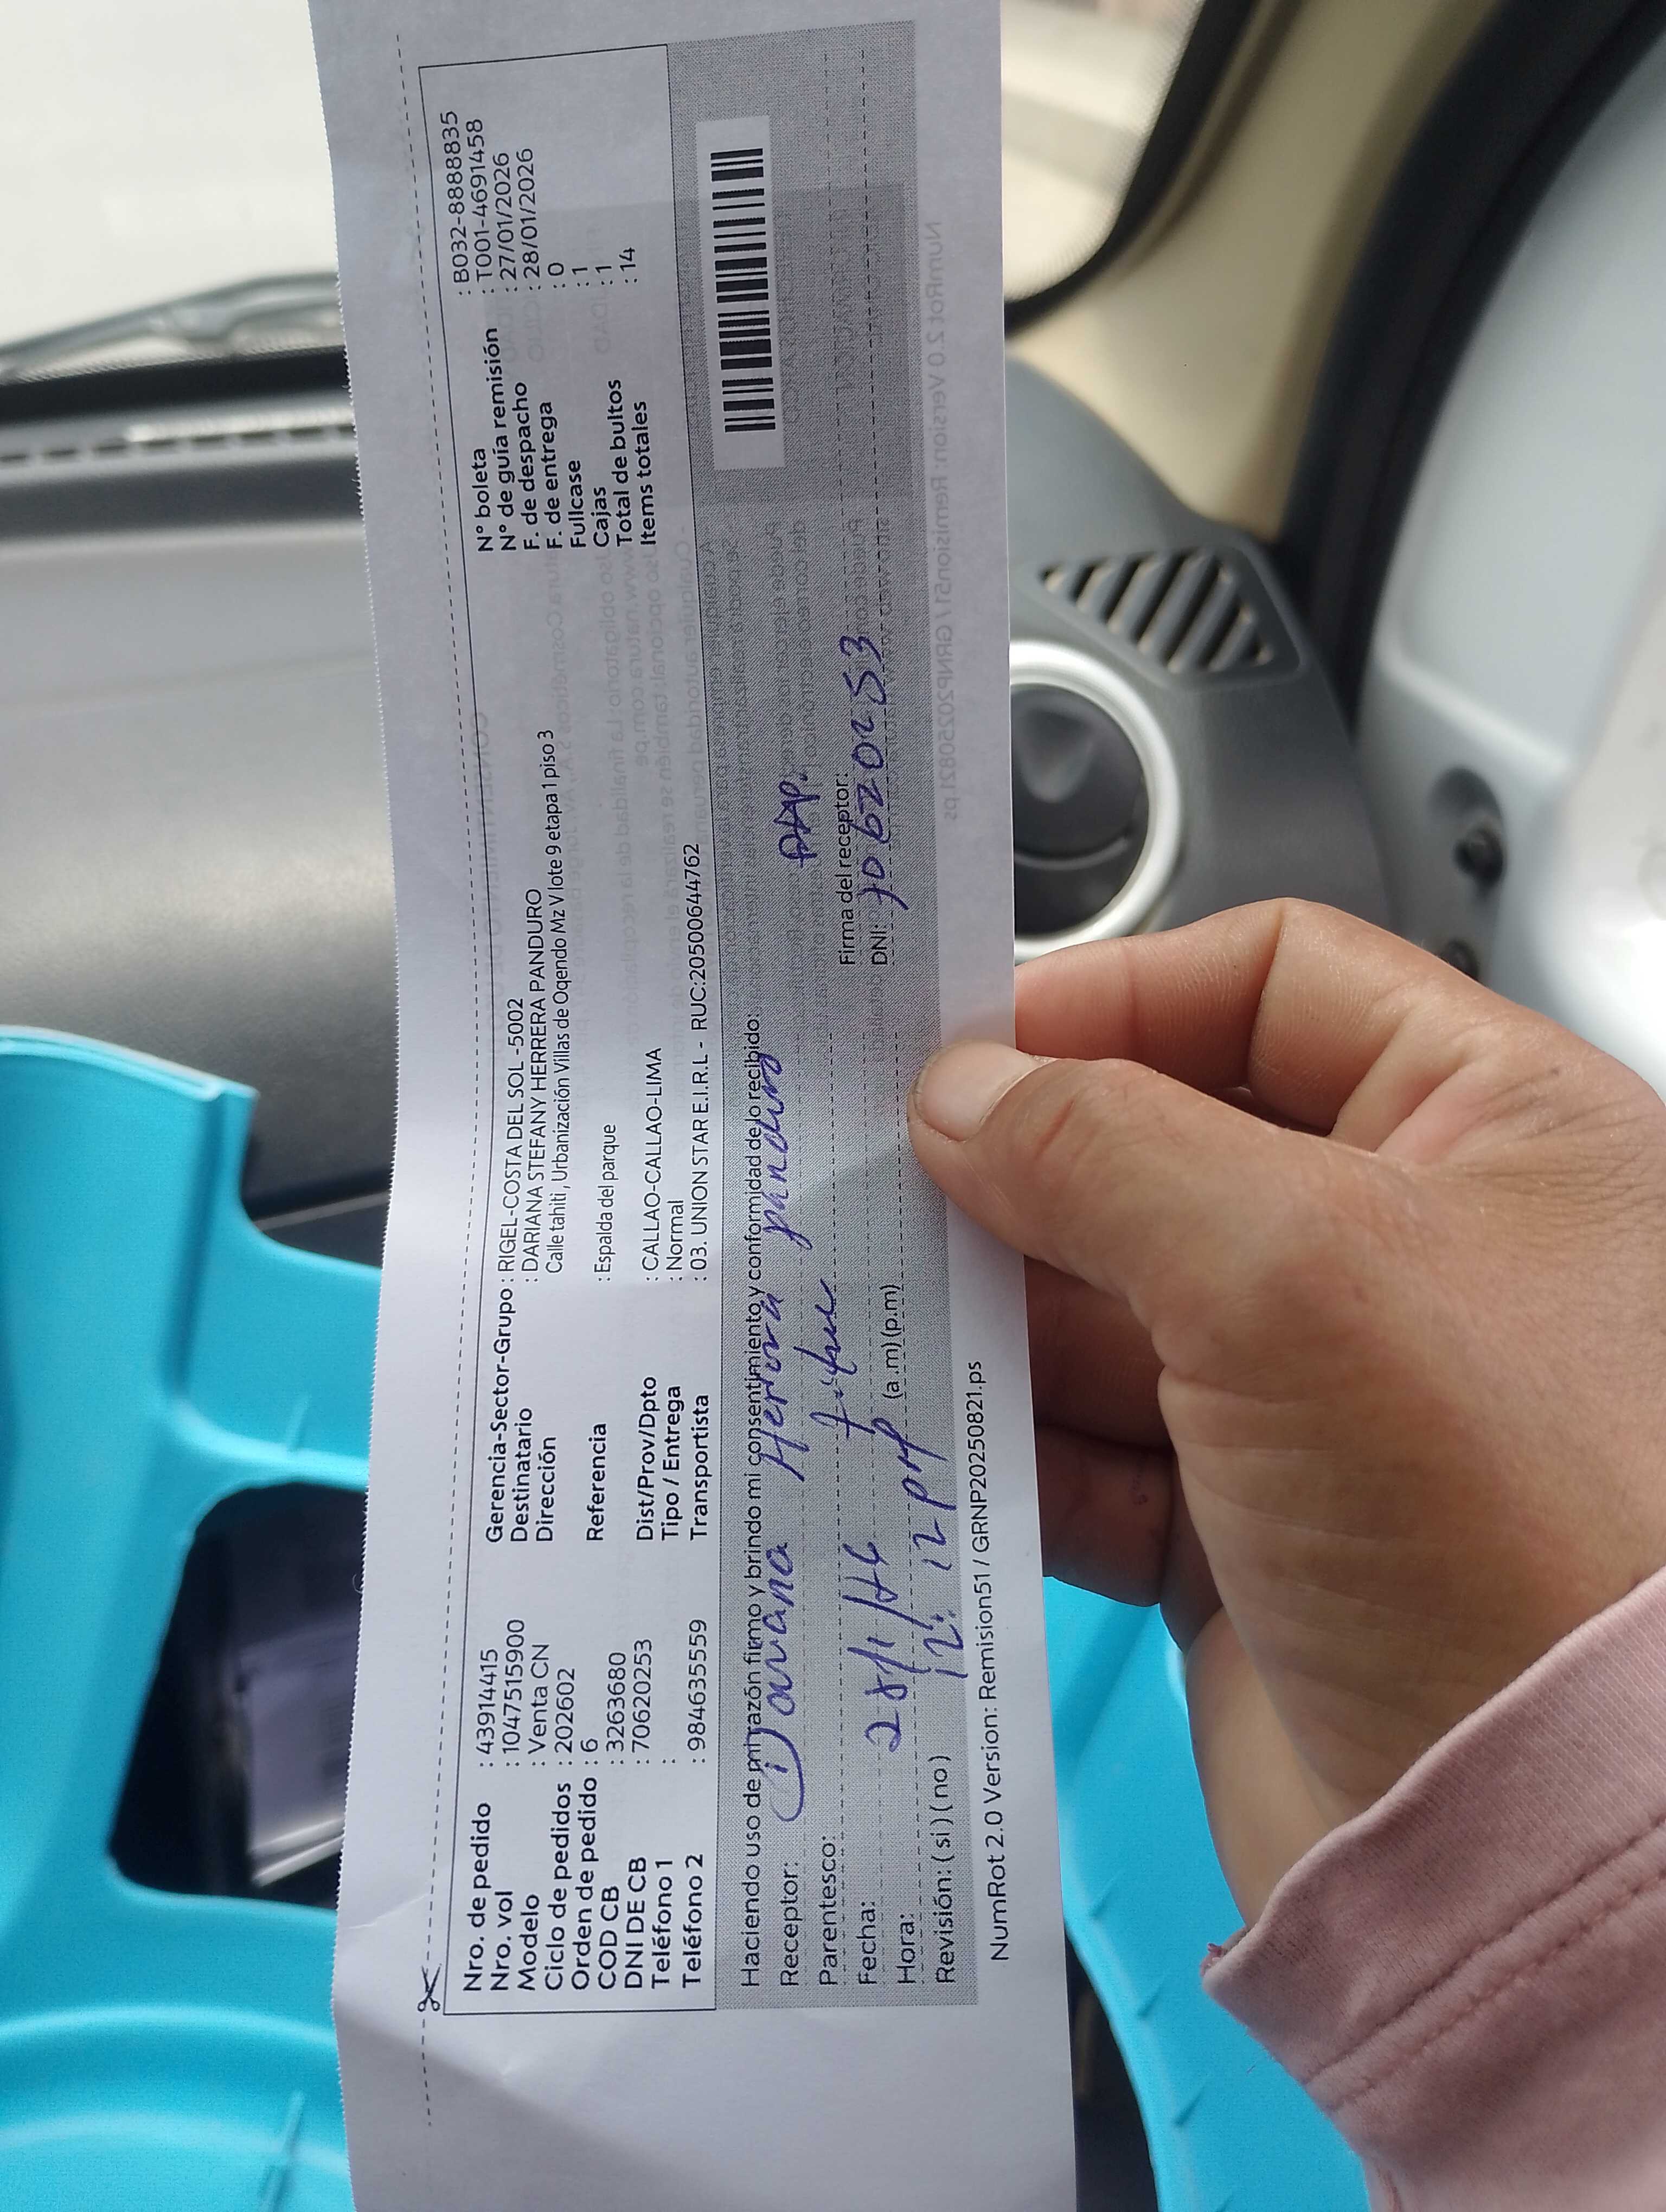 Nro. de pedido : 43914415
Nro. vol : 1047515900
Modelo : Venta CN
Ciclo de pedidos : 202602
Orden de pedido : 6
COD CB : 3263680
DNI DE CB : 70620253
Teléfono 1 :
Teléfono 2 : 984635559
Gerencia-Sector-Grupo : RIGEL-COSTA DEL SOL -5002
Destinatario : DARIANA STEFANY HERRERA PANDURO
Dirección Calle tahiti , Urbanización Villas de Oqendo Mz V lote 9 etapa 1 piso 3
Referencia : Espalda del parque
Dist/Prov/Dpto : CALLAO-CALLAO-LIMA
Tipo / Entrega : Normal
Transportista : 03. UNION STAR E.I.R.L - RUC:20500644762
N° boleta : B032-8888835
N° de guía remisión : T001-4691458
F. de despacho : 27/01/2026
F. de entrega : 28/01/2026
Fullcase : 0
Cajas : 1
Total de bultos : 1
Items totales : 14
Haciendo uso de mi razón firmo y brindo mi consentimiento y conformidad de lo recibido:
Receptor: Dariana Herrera panduro
Parentesco:
Fecha:
Hora: 12:12 PM (a.m)(p.m)
Revisión: ( si ) ( no )
Firma del receptor:
DNI: 70620253
NumRot 2.0 Version: Remision51 / GRNP20250821.ps